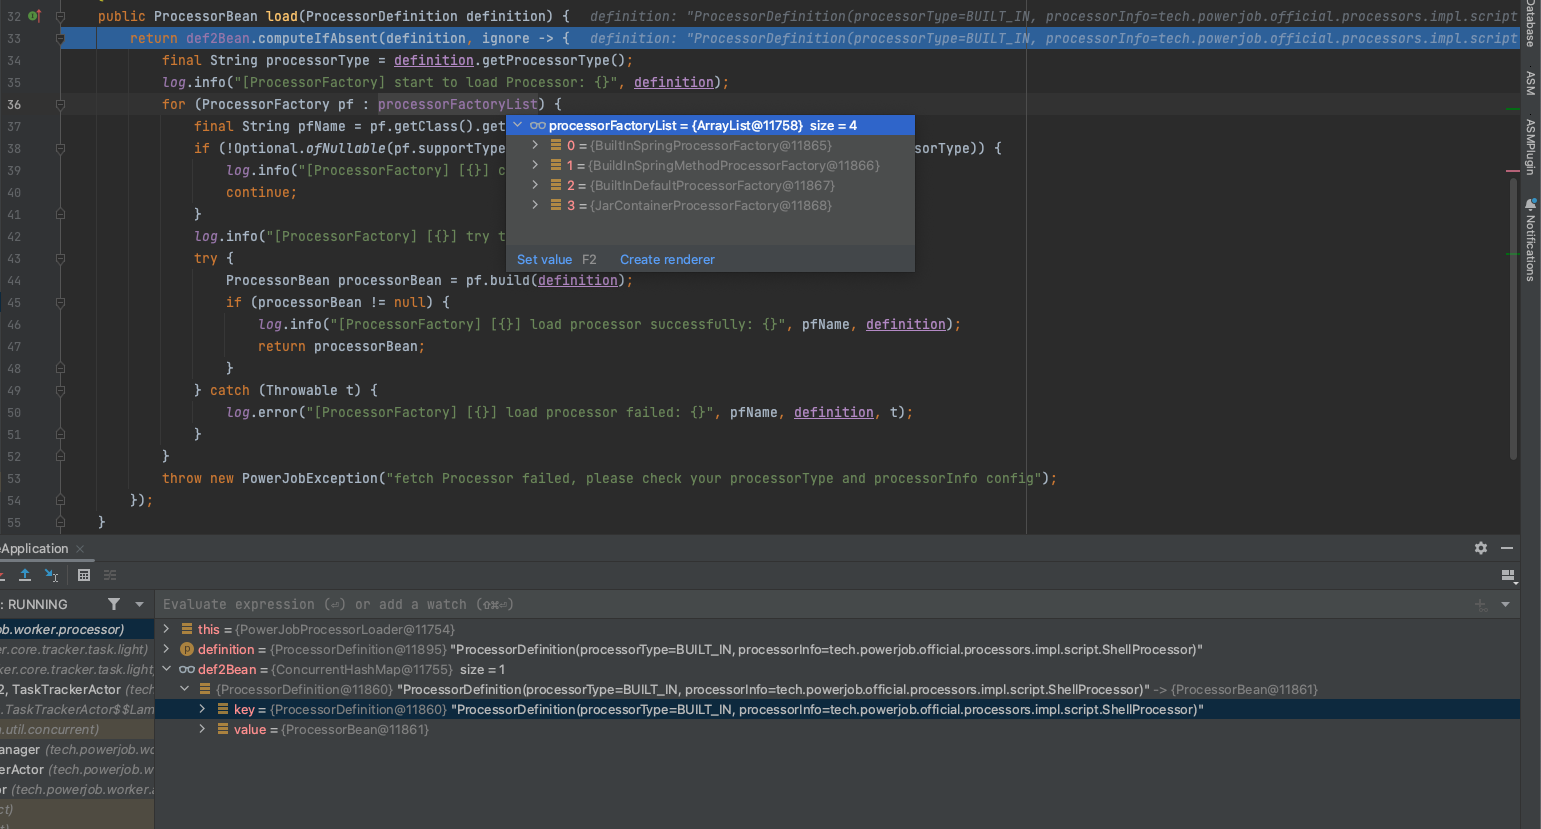 32 public ProcessorBean load(ProcessorDefinition definition) { definition: "ProcessorDefinition(processorType=BUILT_IN, processorInfo=tech.powerjob.official.processors.impl.script
33 return def2Bean.computeIfAbsent(definition, ignore -> { definition: "ProcessorDefinition(processorType=BUILT_IN, processorInfo=tech.powerjob.official.processors.impl.script
34 final String processorType = definition.getProcessorType();
35 log.info("[ProcessorFactory] start to load Processor: {}", definition);
36 for (ProcessorFactory pf : processorFactoryList) {
37 final String pfName = pf.getClass().get
38 if (!Optional.ofNullable(pf.supportType sorType)) {
39 log.info("[ProcessorFactory] [{}] c
40 continue;
41 }
42 log.info("[ProcessorFactory] [{}] try t
43 try {
44 ProcessorBean processorBean = pf.build(definition);
45 if (processorBean != null) {
46 log.info("[ProcessorFactory] [{}] load processor successfully: {}", pfName, definition);
47 return processorBean;
48 }
49 } catch (Throwable t) {
50 log.error("[ProcessorFactory] [{}] load processor failed: {}", pfName, definition, t);
51 }
52 }
53 throw new PowerJobException("fetch Processor failed, please check your processorType and processorInfo config");
54 });
55 }
processorFactoryList = {ArrayList@11758} size = 4
0 = {BuiltInSpringProcessorFactory@11865}
1 = {BuildInSpringMethodProcessorFactory@11866}
2 = {BuiltInDefaultProcessorFactory@11867}
3 = {JarContainerProcessorFactory@11868}
Set value F2 Create renderer
Database
ASM
ASMPlugin
Notifications
eApplication
: RUNNING
Evaluate expression (⏎) or add a watch (⇧⌘⏎)
ob.worker.processor)
er.core.tracker.task.light)
rker.core.tracker.task.light)
2, TaskTrackerActor (tech
.TaskTrackerActor$$Lam
a.util.concurrent)
anager (tech.powerjob.wo
erActor (tech.powerjob.w
or (tech.powerjob.worker.a
ct)
this = {PowerJobProcessorLoader@11754}
p definition = {ProcessorDefinition@11895} "ProcessorDefinition(processorType=BUILT_IN, processorInfo=tech.powerjob.official.processors.impl.script.ShellProcessor)"
def2Bean = {ConcurrentHashMap@11755} size = 1
{ProcessorDefinition@11860} "ProcessorDefinition(processorType=BUILT_IN, processorInfo=tech.powerjob.official.processors.impl.script.ShellProcessor)" -> {ProcessorBean@11861}
key = {ProcessorDefinition@11860} "ProcessorDefinition(processorType=BUILT_IN, processorInfo=tech.powerjob.official.processors.impl.script.ShellProcessor)"
value = {ProcessorBean@11861}